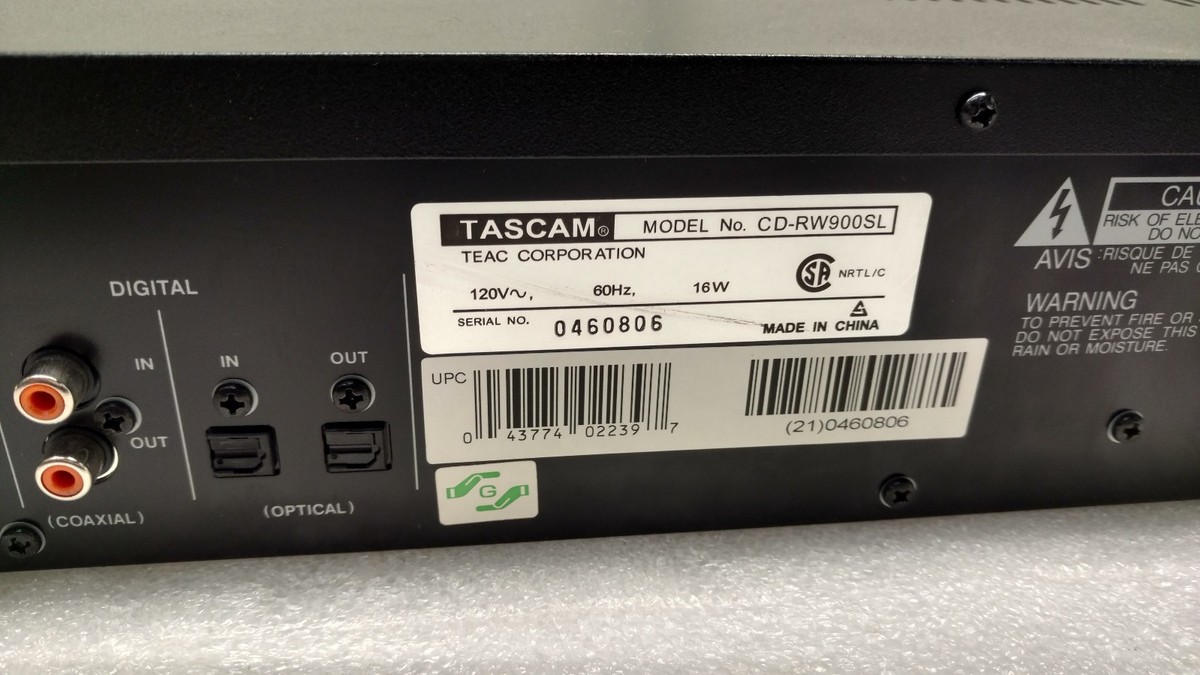 DIGITAL
IN
OUT
(COAXIAL)
IN
OUT
(OPTICAL)
TASCAM® MODEL No. CD-RW900SL
TEAC CORPORATION
120V~, 60Hz, 16W
SA NRTL/C
SERIAL NO. 0460806
MADE IN CHINA
UPC
0 43774 02239 7
(21)0460806
G
CAU
RISK OF ELE
DO NO
AVIS :RISQUE DE
NE PAS
WARNING
TO PREVENT FIRE OR
DO NOT EXPOSE THIS
RAIN OR MOISTURE.